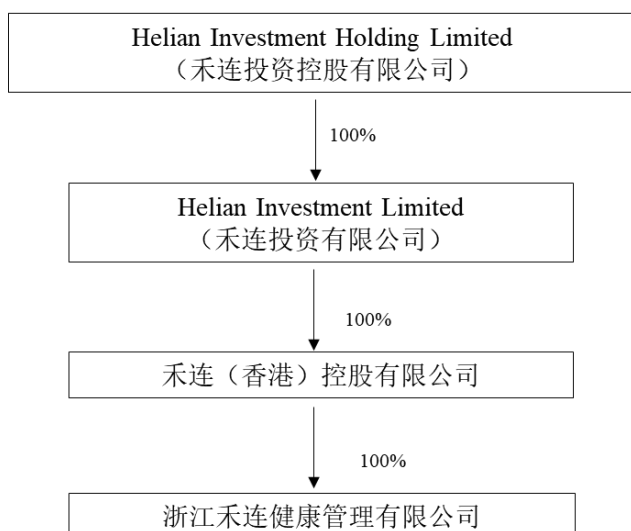 Helian Investment Holding Limited
（禾连投资控股有限公司）
100%
Helian Investment Limited
（禾连投资有限公司）
100%
禾连（香港）控股有限公司
100%
浙江禾连健康管理有限公司